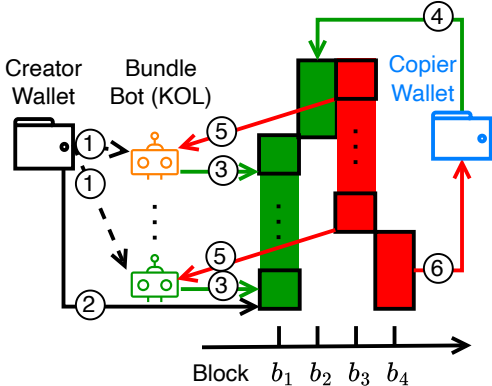 Creator
Wallet
Bundle
Bot (KOL)
Copier
Wallet
④
①
①
⑤
③
⑤
③
②
⑥
Block b₁ b₂ b₃ b₄